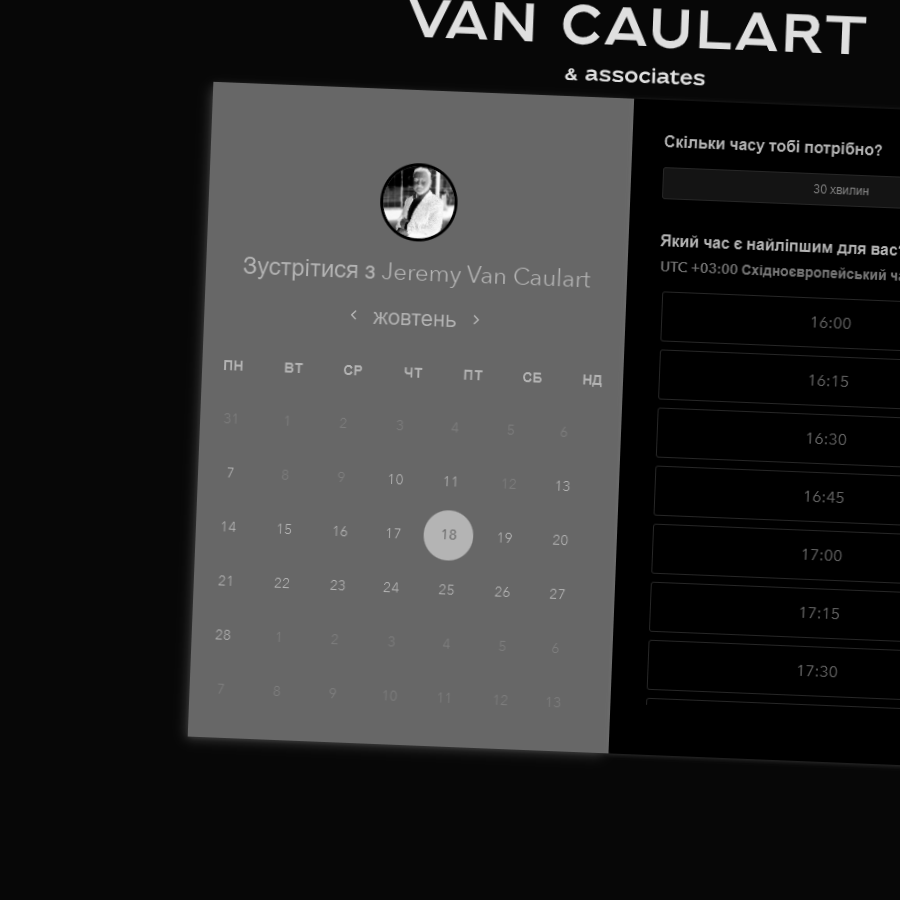 VAN CAULART
& associates
Зустрітися з Jeremy Van Caulart
жовтень
ПН ВТ СР ЧТ ПТ СБ НД
31 1 2 3 4 5 6
7 8 9 10 11 12 13
14 15 16 17 18 19 20
21 22 23 24 25 26 27
28 1 2 3 4 5 6
7 8 9 10 11 12 13
Скільки часу тобі потрібно?
30 хвилин
Який час є найліпшим для вас
UTC +03:00 Східноєвропейський
16:00
16:15
16:30
16:45
17:00
17:15
17:30